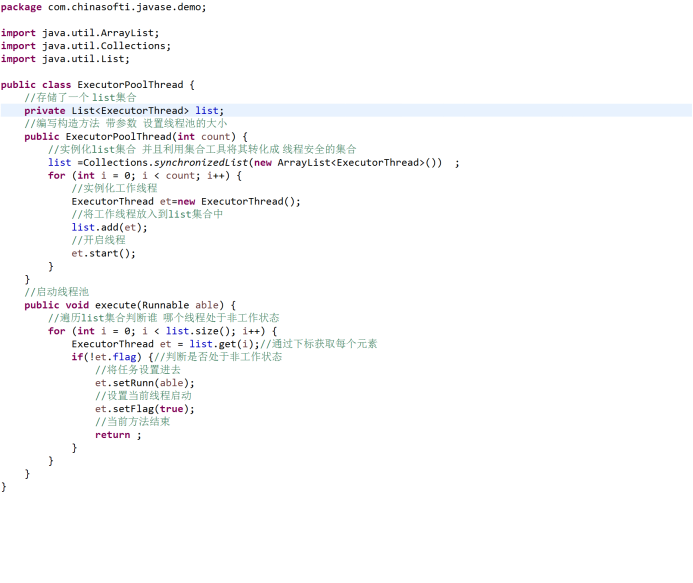 package com.chinasofti.javase.demo;
import java.util.ArrayList;
import java.util.Collections;
import java.util.List;
public class ExecutorPoolThread {
//存储了一个 list集合
private List<ExecutorThread> list;
//编写构造方法 带参数 设置线程池的大小
public ExecutorPoolThread(int count) {
//实例化list集合 并且利用集合工具将其转化成 线程安全的集合
list =Collections.synchronizedList(new ArrayList<ExecutorThread>()) ;
for (int i = 0; i < count; i++) {
//实例化工作线程
ExecutorThread et=new ExecutorThread();
//将工作线程放入到list集合中
list.add(et);
//开启线程
et.start();
}
}
//启动线程池
public void execute(Runnable able) {
//遍历list集合判断谁 哪个线程处于非工作状态
for (int i = 0; i < list.size(); i++) {
ExecutorThread et = list.get(i);//通过下标获取每个元素
if(!et.flag) {//判断是否处于非工作状态
//将任务设置进去
et.setRunn(able);
//设置当前线程启动
et.setFlag(true);
//当前方法结束
return ;
}
}
}
}